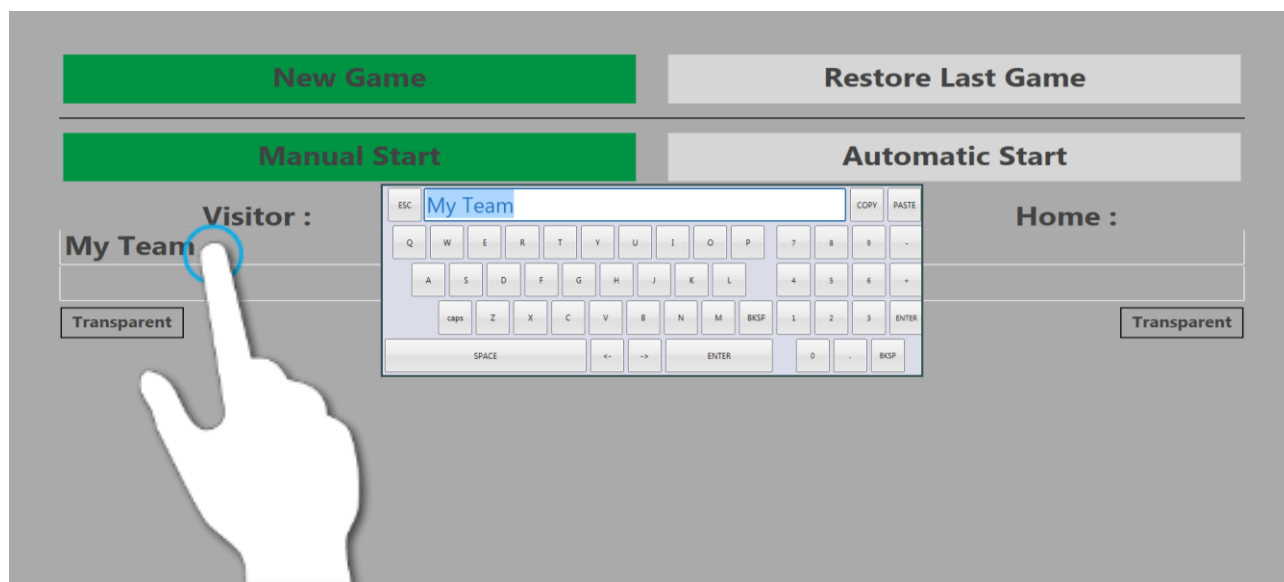 New Game Restore Last Game
Manual Start Automatic Start
ESC My Team COPY PASTE
Visitor : Home :
Q W E R T Y U I O P 7 8 9 -
My Team
A S D F G H J K L 4 5 6 +
caps Z X C V B N M BKSP 1 2 3 ENTER
Transparent Transparent
SPACE <- -> ENTER 0 . BKSP